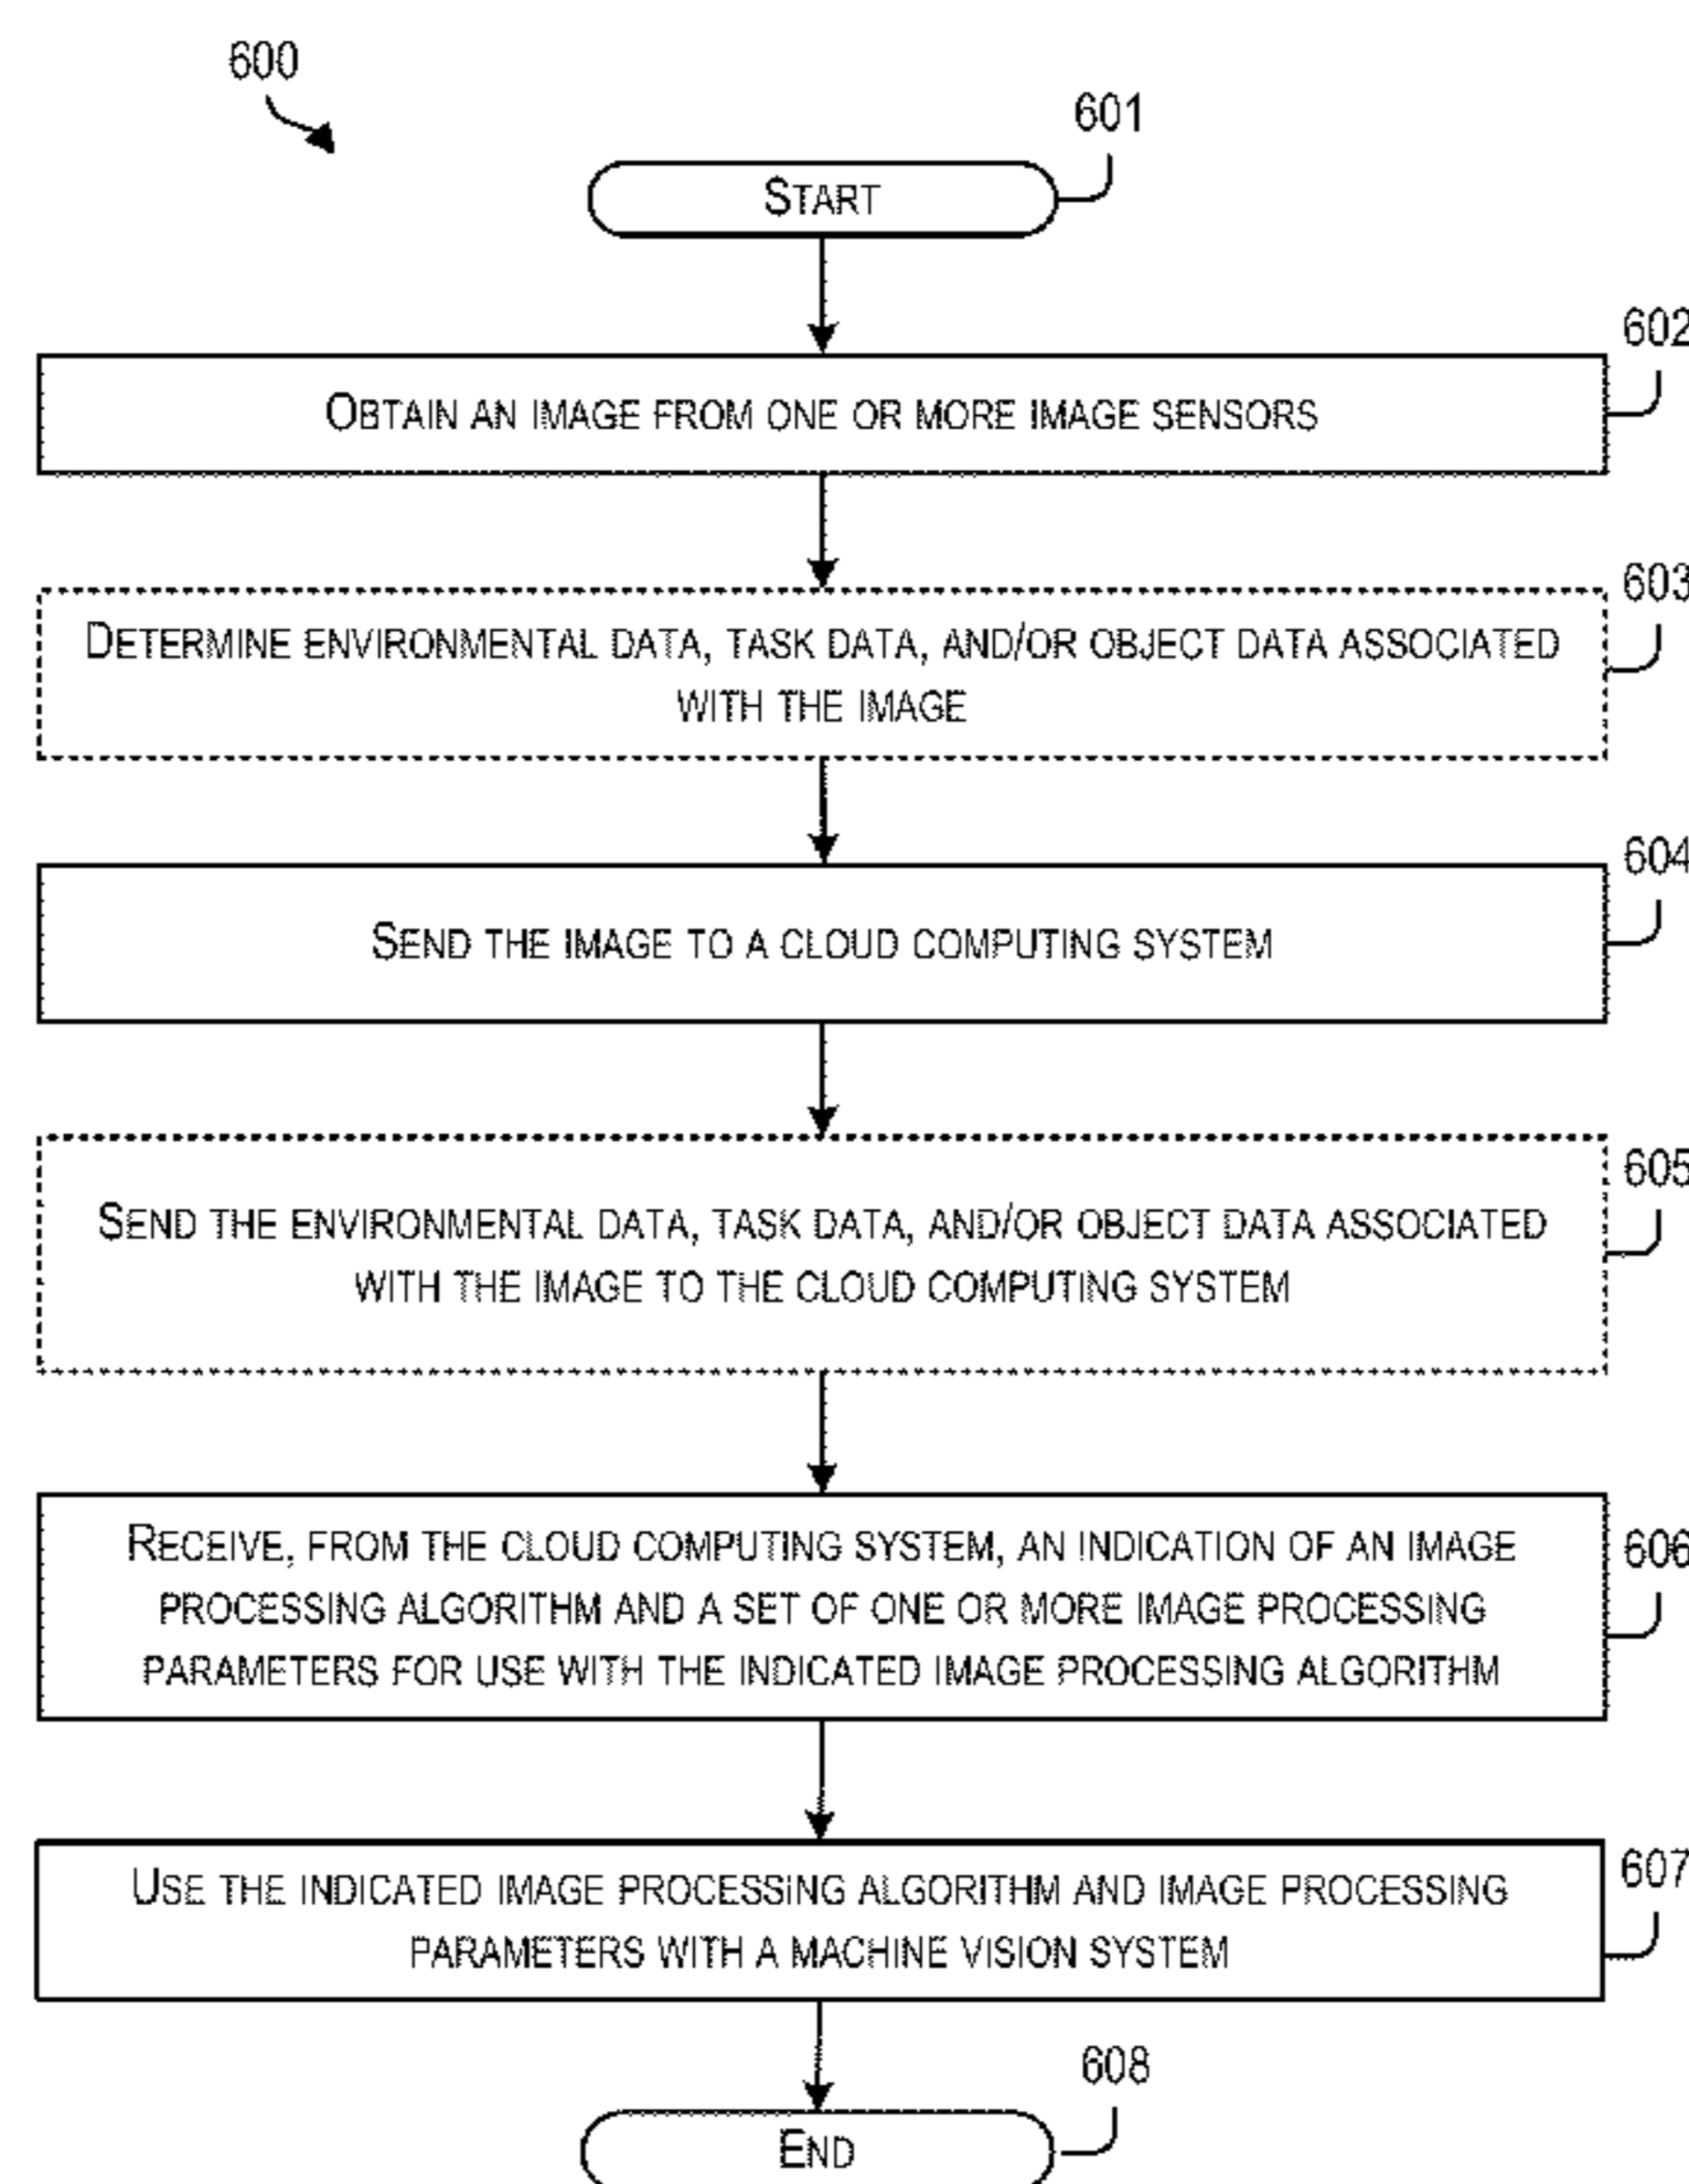 600
601
START
602
OBTAIN AN IMAGE FROM ONE OR MORE IMAGE SENSORS
603
DETERMINE ENVIRONMENTAL DATA, TASK DATA, AND/OR OBJECT DATA ASSOCIATED
WITH THE IMAGE
604
SEND THE IMAGE TO A CLOUD COMPUTING SYSTEM
605
SEND THE ENVIRONMENTAL DATA, TASK DATA, AND/OR OBJECT DATA ASSOCIATED
WITH THE IMAGE TO THE CLOUD COMPUTING SYSTEM
606
RECEIVE, FROM THE CLOUD COMPUTING SYSTEM, AN INDICATION OF AN IMAGE
PROCESSING ALGORITHM AND A SET OF ONE OR MORE IMAGE PROCESSING
PARAMETERS FOR USE WITH THE INDICATED IMAGE PROCESSING ALGORITHM
607
USE THE INDICATED IMAGE PROCESSING ALGORITHM AND IMAGE PROCESSING
PARAMETERS WITH A MACHINE VISION SYSTEM
608
END